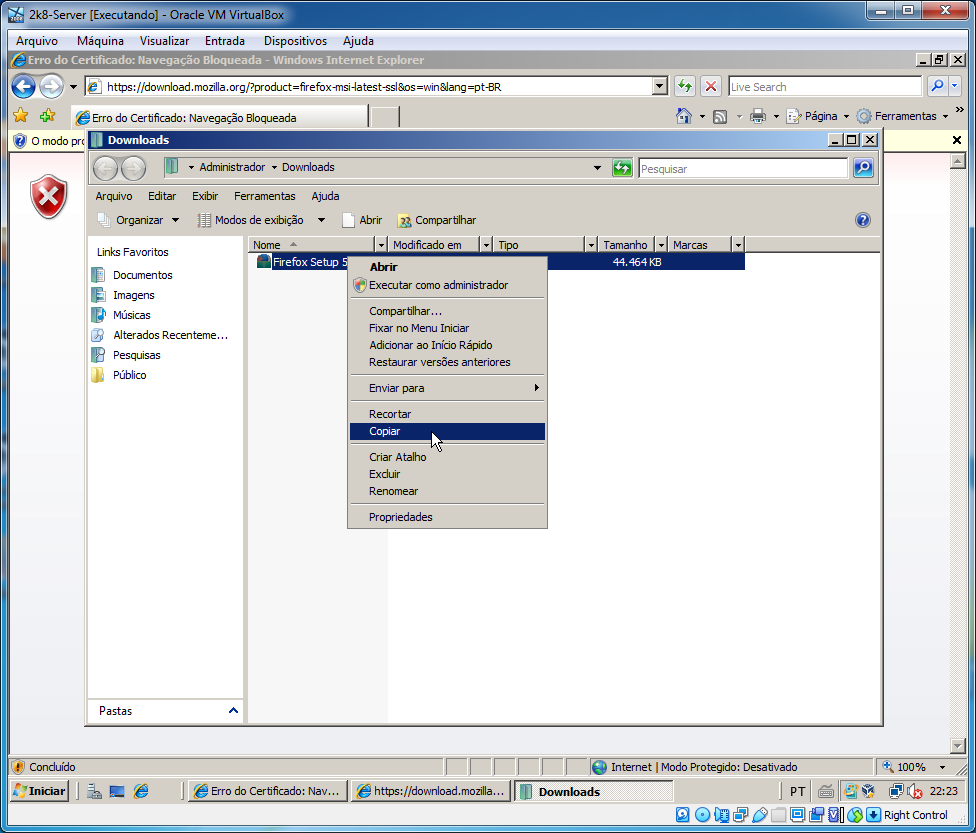 2k8-Server [Executando] - Oracle VM VirtualBox
Arquivo Máquina Visualizar Entrada Dispositivos Ajuda
Erro do Certificado: Navegação Bloqueada - Windows Internet Explorer
https://download.mozilla.org/?product=firefox-msi-latest-ssl&os=win&lang=pt-BR Live Search
Erro do Certificado: Navegação Bloqueada Página Ferramentas »
O modo pro
Downloads
Administrador Downloads Pesquisar
Arquivo Editar Exibir Ferramentas Ajuda
Organizar Modos de exibição Abrir Compartilhar
Nome Modificado em Tipo Tamanho Marcas
Firefox Setup 5 44.464 KB
Links Favoritos
Documentos
Imagens
Músicas
Alterados Recenteme...
Pesquisas
Público
Pastas
Abrir
Executar como administrador
Compartilhar...
Fixar no Menu Iniciar
Adicionar ao Início Rápido
Restaurar versões anteriores
Enviar para
Recortar
Copiar
Criar Atalho
Excluir
Renomear
Propriedades
Concluído Internet | Modo Protegido: Desativado 100%
Iniciar Erro do Certificado: Nav... https://download.mozilla... Downloads PT 22:23
Right Control